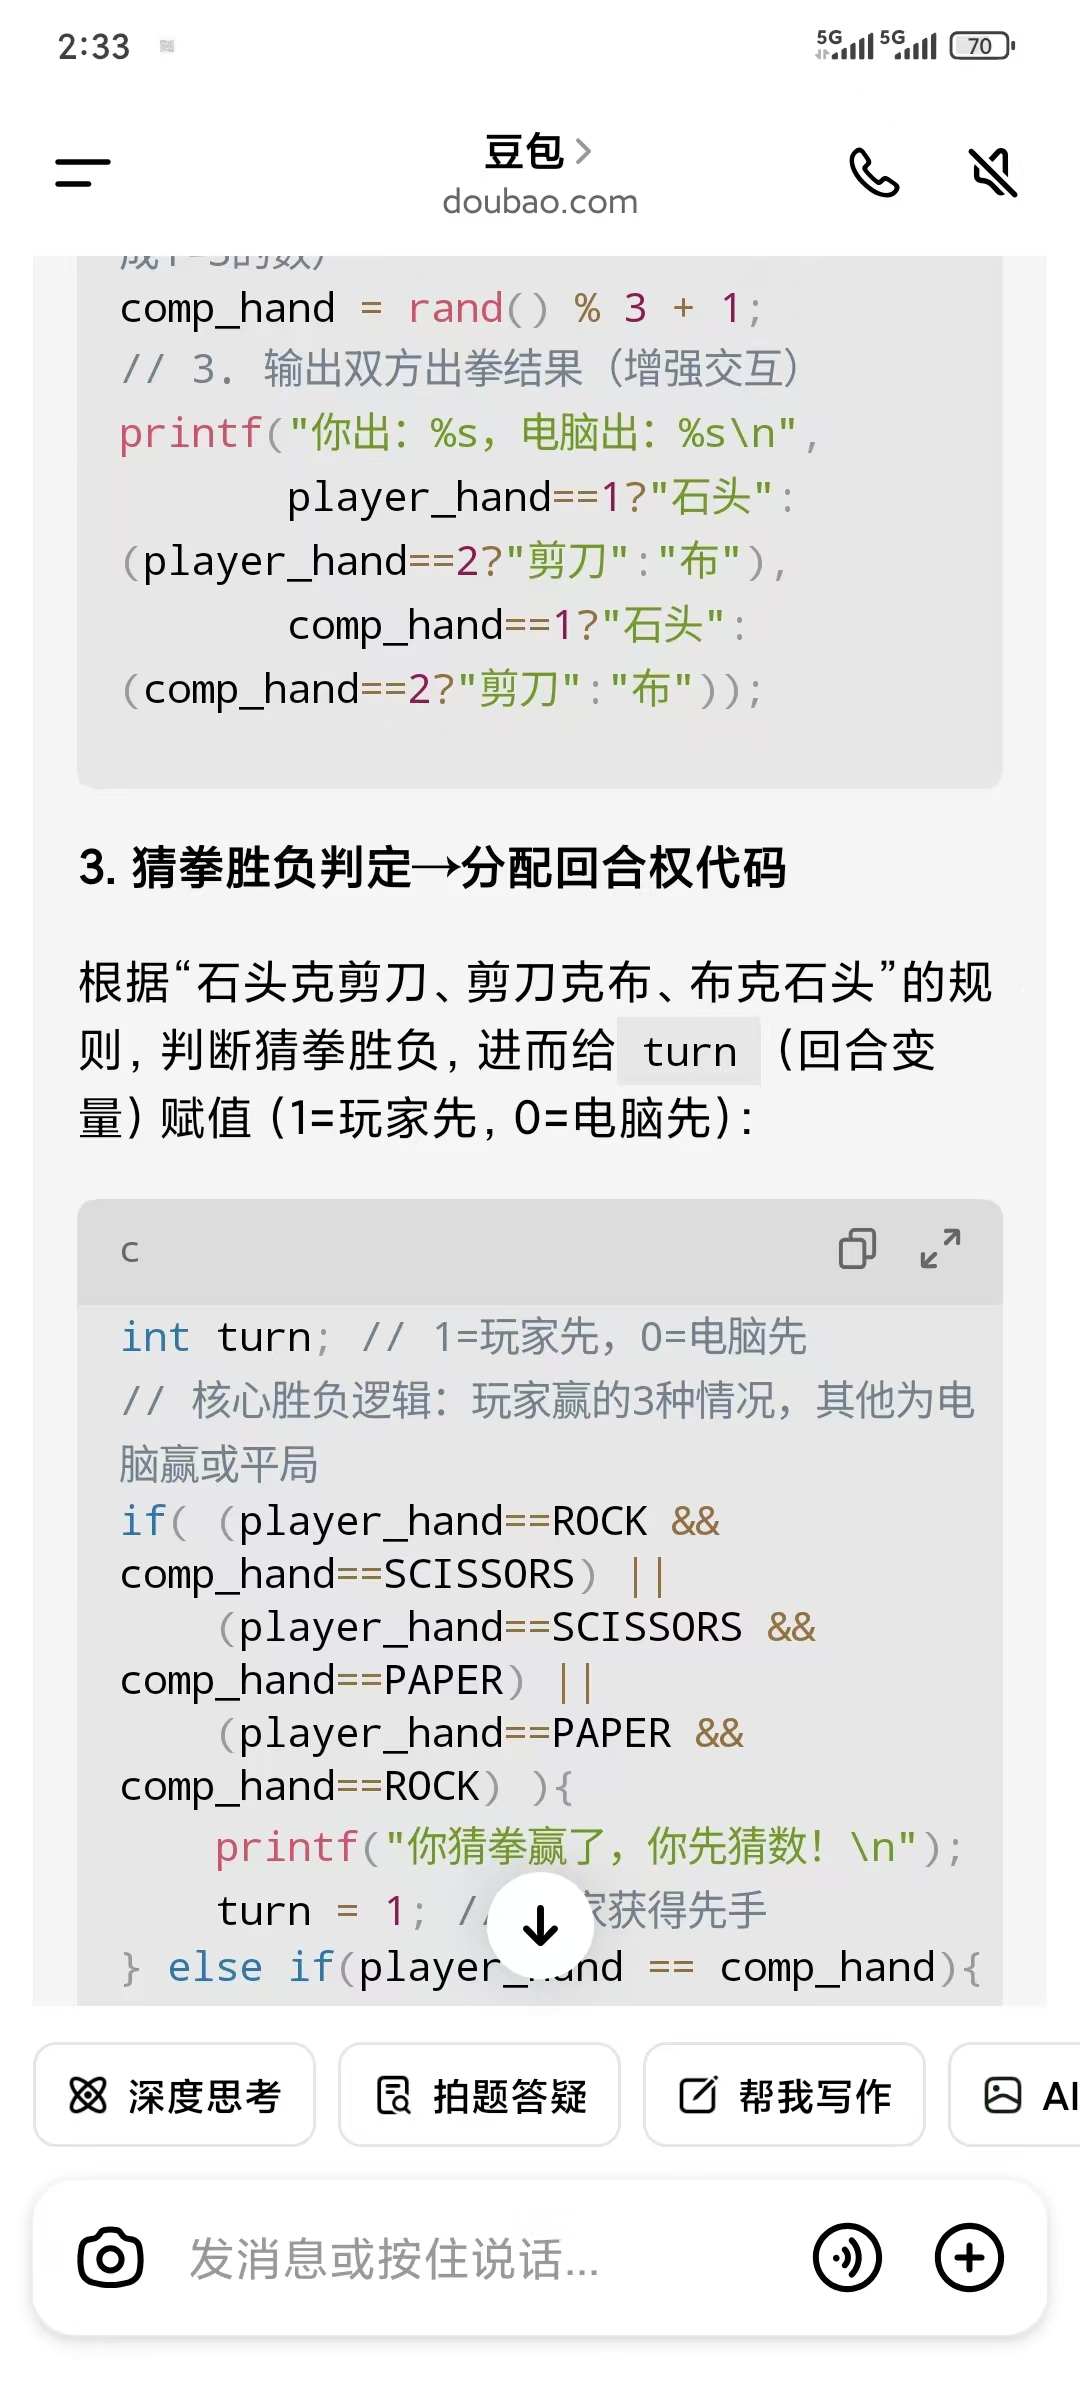 2:33
5G 5G 70
豆包
doubao.com
comp_hand = rand() % 3 + 1;
// 3. 输出双方出拳结果（增强交互）
printf("你出：%s，电脑出：%s\n",
player_hand==1?"石头":
(player_hand==2?"剪刀":"布"),
comp_hand==1?"石头":
(comp_hand==2?"剪刀":"布"));
3. 猜拳胜负判定→分配回合权代码
根据“石头克剪刀、剪刀克布、布克石头”的规
则，判断猜拳胜负，进而给 turn （回合变
量）赋值（1=玩家先，0=电脑先）：
c
int turn; // 1=玩家先，0=电脑先
// 核心胜负逻辑：玩家赢的3种情况，其他为电
脑赢或平局
if( (player_hand==ROCK &&
comp_hand==SCISSORS) ||
(player_hand==SCISSORS &&
comp_hand==PAPER) ||
(player_hand==PAPER &&
comp_hand==ROCK) ){
printf("你猜拳赢了，你先猜数！\n");
turn = 1; // 家获得先手
} else if(player_hand == comp_hand){
深度思考 拍题答疑 帮我写作 AI
发消息或按住说话...